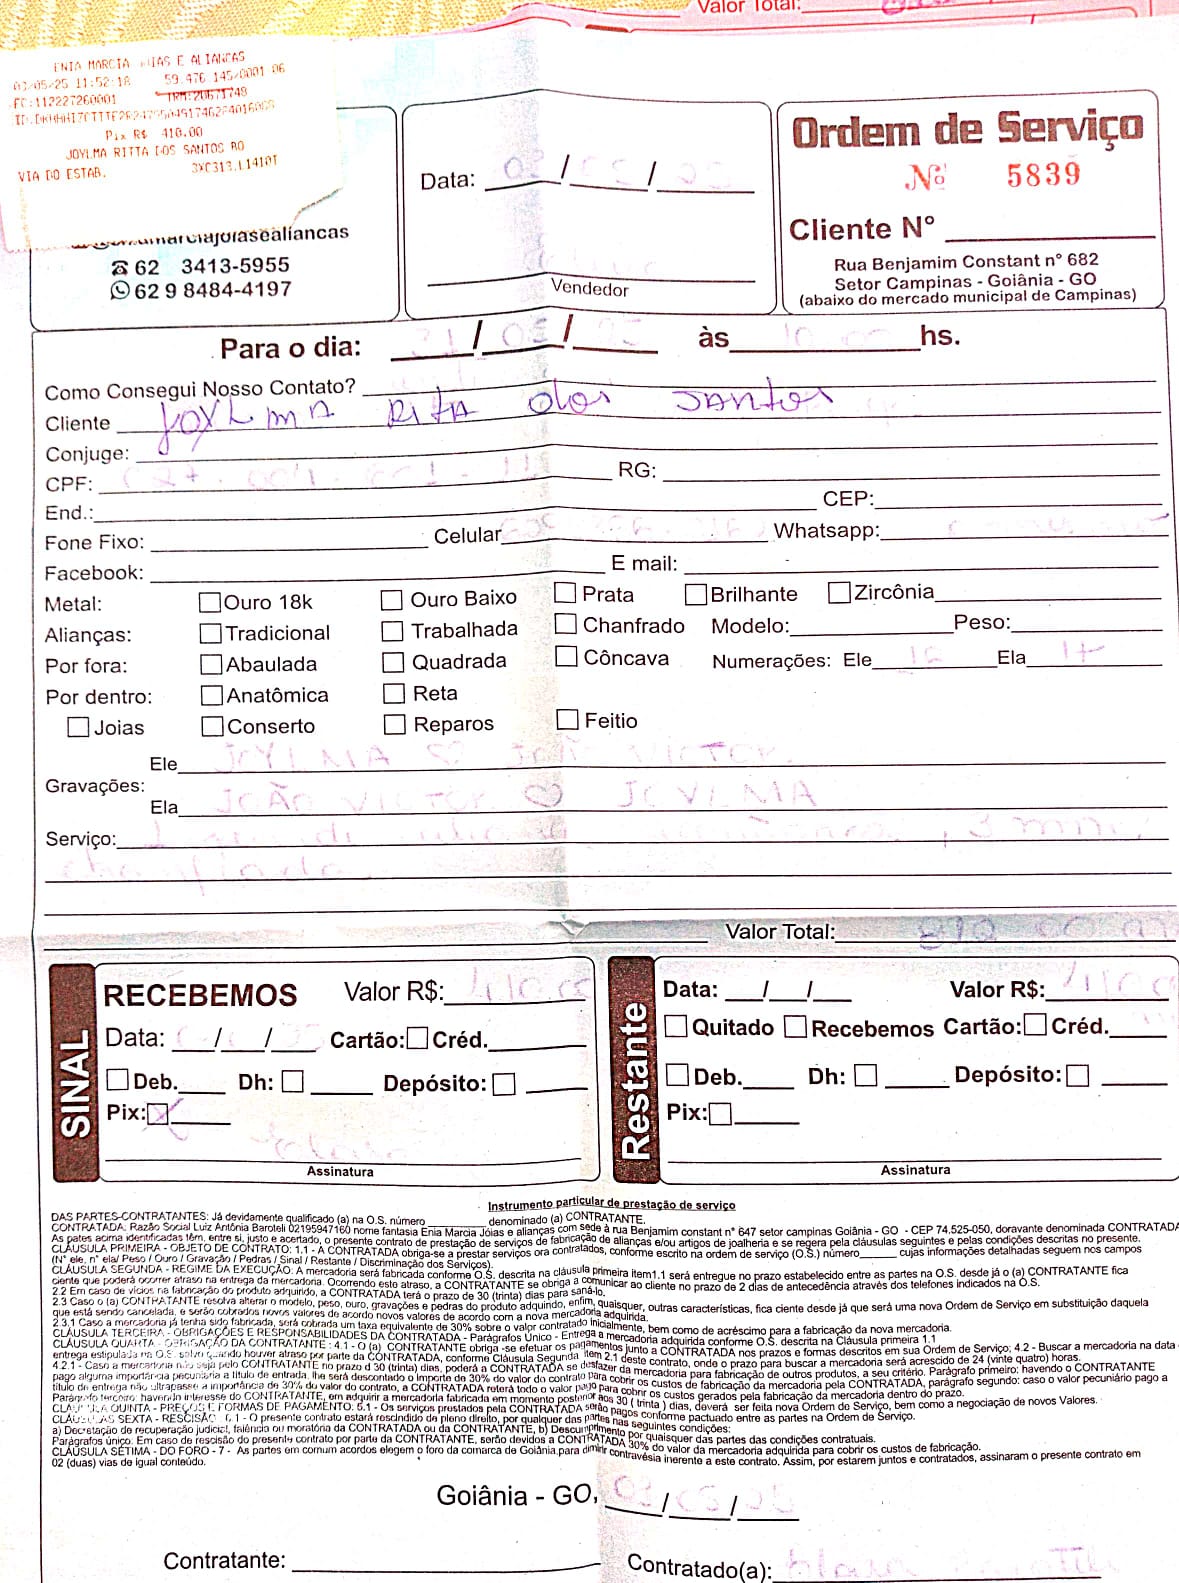 Valor Total:
ENIA MARCIA JOIAS E ALIANCAS
03/05/25 11:52:18 59.476 145/0001 06
FC:112227260001 TRM:20671748
Pix R$ 410.00
JOYLMA RITTA DOS SANTOS RO
VIA DO ESTAB. 3XC313.L1410T
marciajoiasealiancas
62 3413-5955
62 9 8484-4197
Data: 03/05/25
Vendedor
Ordem de Serviço
Nº 5839
Cliente N°
Rua Benjamim Constant n° 682
Setor Campinas - Goiânia - GO
(abaixo do mercado municipal de Campinas)
Para o dia: 31/05/25 às 10:00 hs.
Como Consegui Nosso Contato?
Cliente Joylma Rita dos Santos
Conjuge:
CPF: RG:
End.: CEP:
Fone Fixo: Celular Whatsapp:
Facebook: E mail:
Metal: Ouro 18k Ouro Baixo Prata Brilhante Zircônia
Alianças: Tradicional Trabalhada Chanfrado Modelo: Peso:
Por fora: Abaulada Quadrada Côncava Numerações: Ele 16 Ela 17
Por dentro: Anatômica Reta
Joias Conserto Reparos Feitio
Ele JOYLMA ♡ JOÃO VICTOR
Gravações:
Ela JOÃO VICTOR ♡ JOYLMA
Serviço: 3 mm
Valor Total:
SINAL
RECEBEMOS Valor R$: 410,00
Data: / / Cartão: Créd.
Deb. Dh: Depósito:
Pix: X
Assinatura
Restante
Data: / / Valor R$: 410,0
Quitado Recebemos Cartão: Créd.
Deb. Dh: Depósito:
Pix:
Assinatura
Instrumento particular de prestação de serviço
DAS PARTES-CONTRATANTES: Já devidamente qualificado (a) na O.S. número denominado (a) CONTRATANTE.
CONTRATADA: Razão Social Luiz Antônia Baroteli 02195947160 nome fantasia Enia Marcia Jóias e alianças com sede à rua Benjamim constant n° 647 setor campinas Goiânia - GO - CEP 74.525-050, doravante denominada CONTRATADA
As pates acima identificadas têm, entre si, justo e acertado, o presente contrato de prestação de serviços de fabricação de alianças e/ou artigos de joalheria e se regera pela cláusulas seguintes e pelas condições descritas no presente.
CLÁUSULA PRIMEIRA - OBJETO DE CONTRATO: 1.1 - A CONTRATADA obriga-se prestar serviços ora contratados, conforme escrito na ordem de serviço (O.S.) número cujas informações detalhadas seguem nos campos
(N° ele, n° ela/ Peso / Ouro / Gravação / Pedras / Sinal / Restante / Discriminação dos Serviços).
CLÁUSULA SEGUNDA - REGIME DA EXECUÇÃO: A mercadoria será fabricada conforme O.S. descrita na cláusula primeira item1.1 será entregue no prazo estabelecido entre as partes na O.S. desde já o (a) CONTRATANTE fica
ciente que poderá ocorrer atraso na entrega da mercadoria. Ocorrendo este atraso, a CONTRATADA se obriga a comunicar ao cliente no prazo de 2 dias de antecedência através dos telefones indicados na O.S.
2.2 Em caso de vícios na fabricação do produto adquirido, a CONTRATADA terá o prazo de 30 (trinta) dias para saná-lo.
2.3 Caso o (a) CONTRATANTE resolva alterar o modelo, peso, ouro, gravações e pedras do produto adquirido, enfim, quaisquer, outras características, fica ciente desde já que será uma nova Ordem de Serviço em substituição daquela
que está sendo cancelada, e serão cobrados novos valores de acordo novos valores de acordo com a nova mercadoria adquirida.
2.3.1 Caso a mercadoria já tenha sido fabricada, será cobrada um taxa equivalente de 30% sobre o valor contratado inicialmente, bem como de acréscimo para a fabricação da nova mercadoria.
CLÁUSULA TERCEIRA - OBRIGAÇÕES E RESPONSABILIDADES DA CONTRATADA - Parágrafos Único - Entrega a mercadoria adquirida conforme O.S. descrita na Cláusula primeira 1.1
CLÁUSULA QUARTA - OBRIGAÇÃO DA CONTRATANTE : 4.1 - O (a) CONTRATANTE obriga -se efetuar os pagamentos junto a CONTRATADA nos prazos e formas descritos em sua Ordem de Serviço; 4.2 - Buscar a mercadoria na data
entrega estipulada na O.S. salvo quando houver atraso por parte da CONTRATADA, conforme Cláusula Segunda item 2.1 deste contrato, onde o prazo para buscar a mercadoria será acrescido de 24 (vinte quatro) horas.
4.2.1 - Caso a mercadoria não seja pelo CONTRATENTE no prazo d 30 (trinta) dias, poderá a CONTRATADA se desfazer da mercadoria para fabricação de outros produtos, a seu critério. Parágrafo primeiro: havendo o CONTRATANTE
pago alguma importância pecuniária a título de entrada, lhe será descontado o importe de 30% do valor do contrato para cobrir os custos de fabricação da mercadoria pela CONTRATADA, parágrafo segundo: caso o valor pecuniário pago a
título de entrega não ultrapasse a importância de 30% do valor do contrato, a CONTRATADA reterá todo o valor pago para cobrir os custos gerados pela fabricação da mercadoria dentro do prazo.
Parágrafo terceiro: havendo interesse do CONTRATANTE, em adquirir a mercadoria fabricada em momento posterior aos 30 ( trinta ) dias, deverá ser feita nova Ordem de Serviço, bem como a negociação de novos Valores.
CLAUSULA QUINTA - PREÇOS E FORMAS DE PAGAMENTO: 5.1 - Os serviços prestados pela CONTRATADA serão pagos conforme pactuado entre as partes na Ordem de Serviço.
CLÁUSULAS SEXTA - RESCISÃO: 6.1 - O presente contrato estará rescindido de pleno direito, por qualquer das partes nas seguintes condições:
a) Decretação de recuperação judicial, falência ou moratória da CONTRATADA ou da CONTRATANTE, b) Descumprimento por quaisquer das partes das condições contratuais.
Parágrafos único. Em caso de rescisão do presente contrato por parte da CONTRATANTE, serão devidos a CONTRATADA 30% do valor da mercadoria adquirida para cobrir os custos de fabricação.
CLÁUSULA SÉTIMA - DO FORO - 7 - As partes em comum acordos elegem o foro da comarca de Goiânia.para dimir contravésia inerente a este contrato. Assim, por estarem juntos e contratados, assinaram o presente contrato em
02 (duas) vias de igual conteúdo.
Goiânia - GO, 03/05/25
Contratante: Contratado(a):